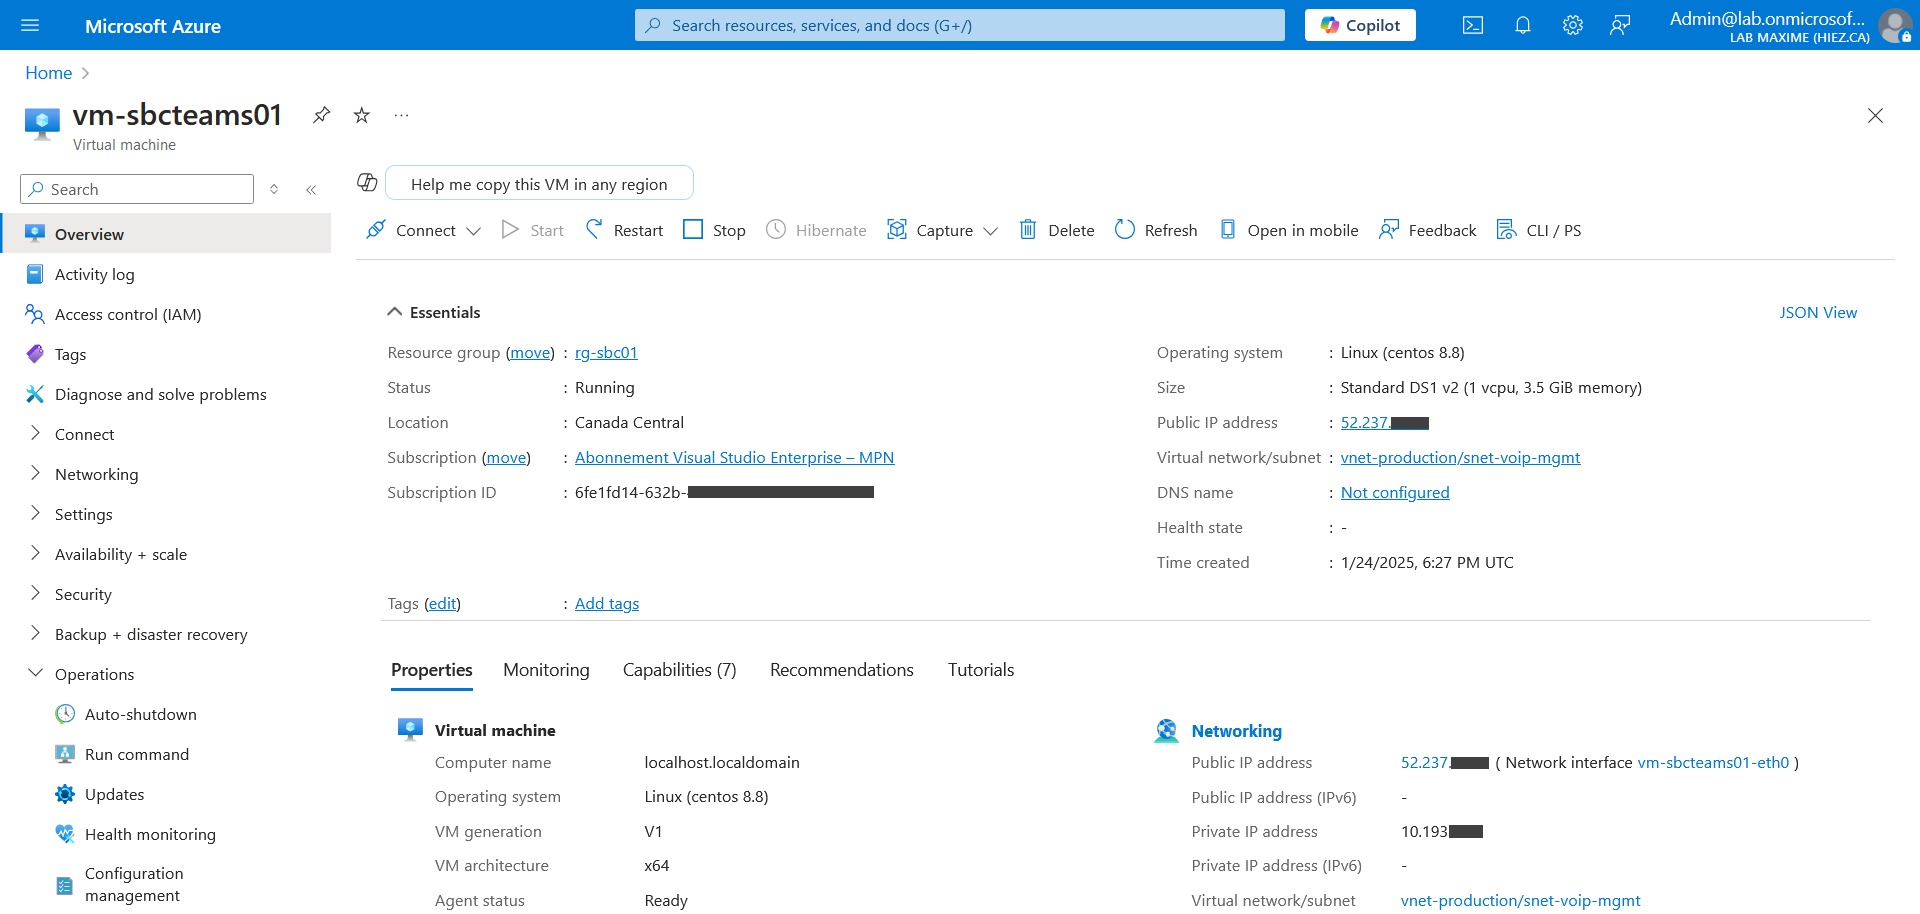 Microsoft Azure
Search resources, services, and docs (G+/)
Copilot
Admin@lab.onmicrosof...
LAB MAXIME (HIEZ.CA)
Home
vm-sbcteams01
Virtual machine
Search
Help me copy this VM in any region
Connect Start Restart Stop Hibernate Capture Delete Refresh Open in mobile Feedback CLI / PS
Overview
Activity log
Access control (IAM)
Tags
Diagnose and solve problems
Connect
Networking
Settings
Availability + scale
Security
Backup + disaster recovery
Operations
Auto-shutdown
Run command
Updates
Health monitoring
Configuration
management
Essentials
JSON View
Resource group (move) : rg-sbc01
Status : Running
Location : Canada Central
Subscription (move) : Abonnement Visual Studio Enterprise – MPN
Subscription ID : 6fe1fd14-632b-
Operating system : Linux (centos 8.8)
Size : Standard DS1 v2 (1 vcpu, 3.5 GiB memory)
Public IP address : 52.237.
Virtual network/subnet : vnet-production/snet-voip-mgmt
DNS name : Not configured
Health state : -
Time created : 1/24/2025, 6:27 PM UTC
Tags (edit) : Add tags
Properties Monitoring Capabilities (7) Recommendations Tutorials
Virtual machine
Computer name localhost.localdomain
Operating system Linux (centos 8.8)
VM generation V1
VM architecture x64
Agent status Ready
Networking
Public IP address 52.237. ( Network interface vm-sbcteams01-eth0 )
Public IP address (IPv6) -
Private IP address 10.193
Private IP address (IPv6) -
Virtual network/subnet vnet-production/snet-voip-mgmt